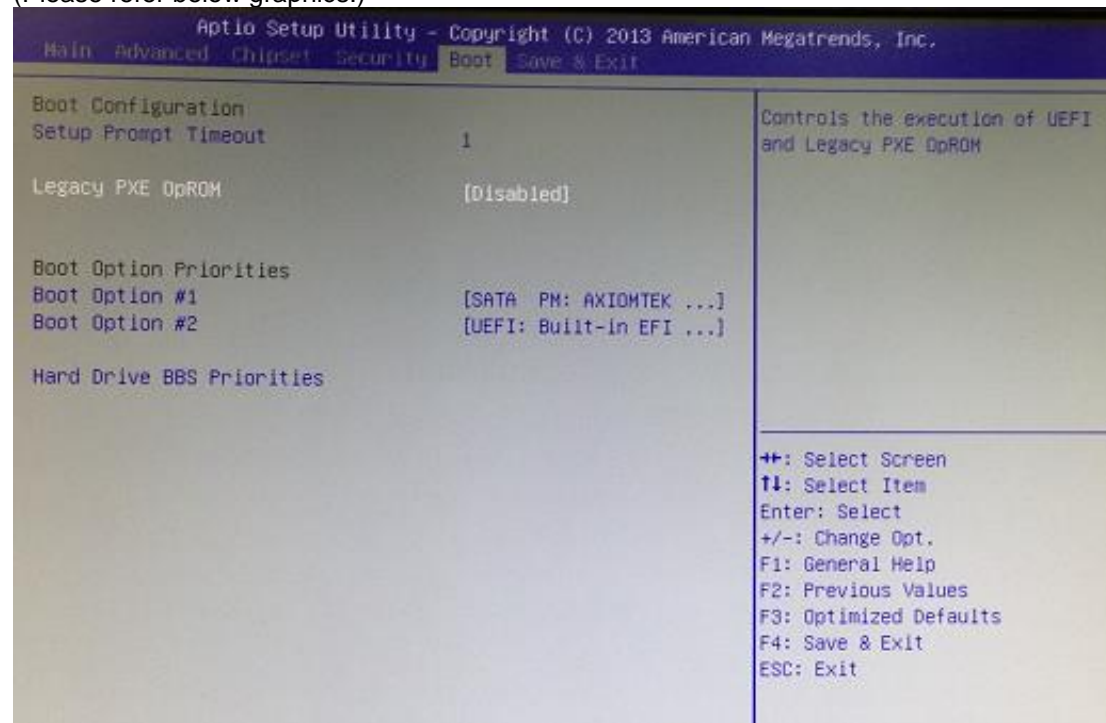 (Please refer below graphics.)
Aptio Setup Utility - Copyright (C) 2013 American Megatrends, Inc.
Main Advanced Chipset Security Boot Save & Exit
Boot Configuration
Setup Prompt Timeout 1
Legacy PXE OpROM [Disabled]
Boot Option Priorities
Boot Option #1 [SATA PM: AXIOMTEK ...]
Boot Option #2 [UEFI: Built-in EFI ...]
Hard Drive BBS Priorities
Controls the execution of UEFI
and Legacy PXE OpROM
→←: Select Screen
↑↓: Select Item
Enter: Select
+/-: Change Opt.
F1: General Help
F2: Previous Values
F3: Optimized Defaults
F4: Save & Exit
ESC: Exit